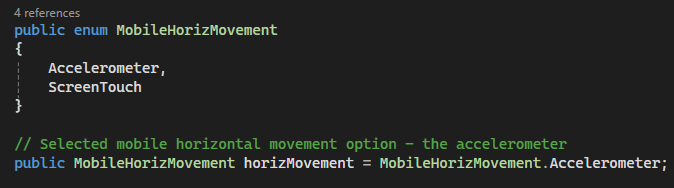 4 references
public enum MobileHorizMovement
{
    Accelerometer,
    ScreenTouch
}

// Selected mobile horizontal movement option – the accelerometer
public MobileHorizMovement horizMovement = MobileHorizMovement.Accelerometer;